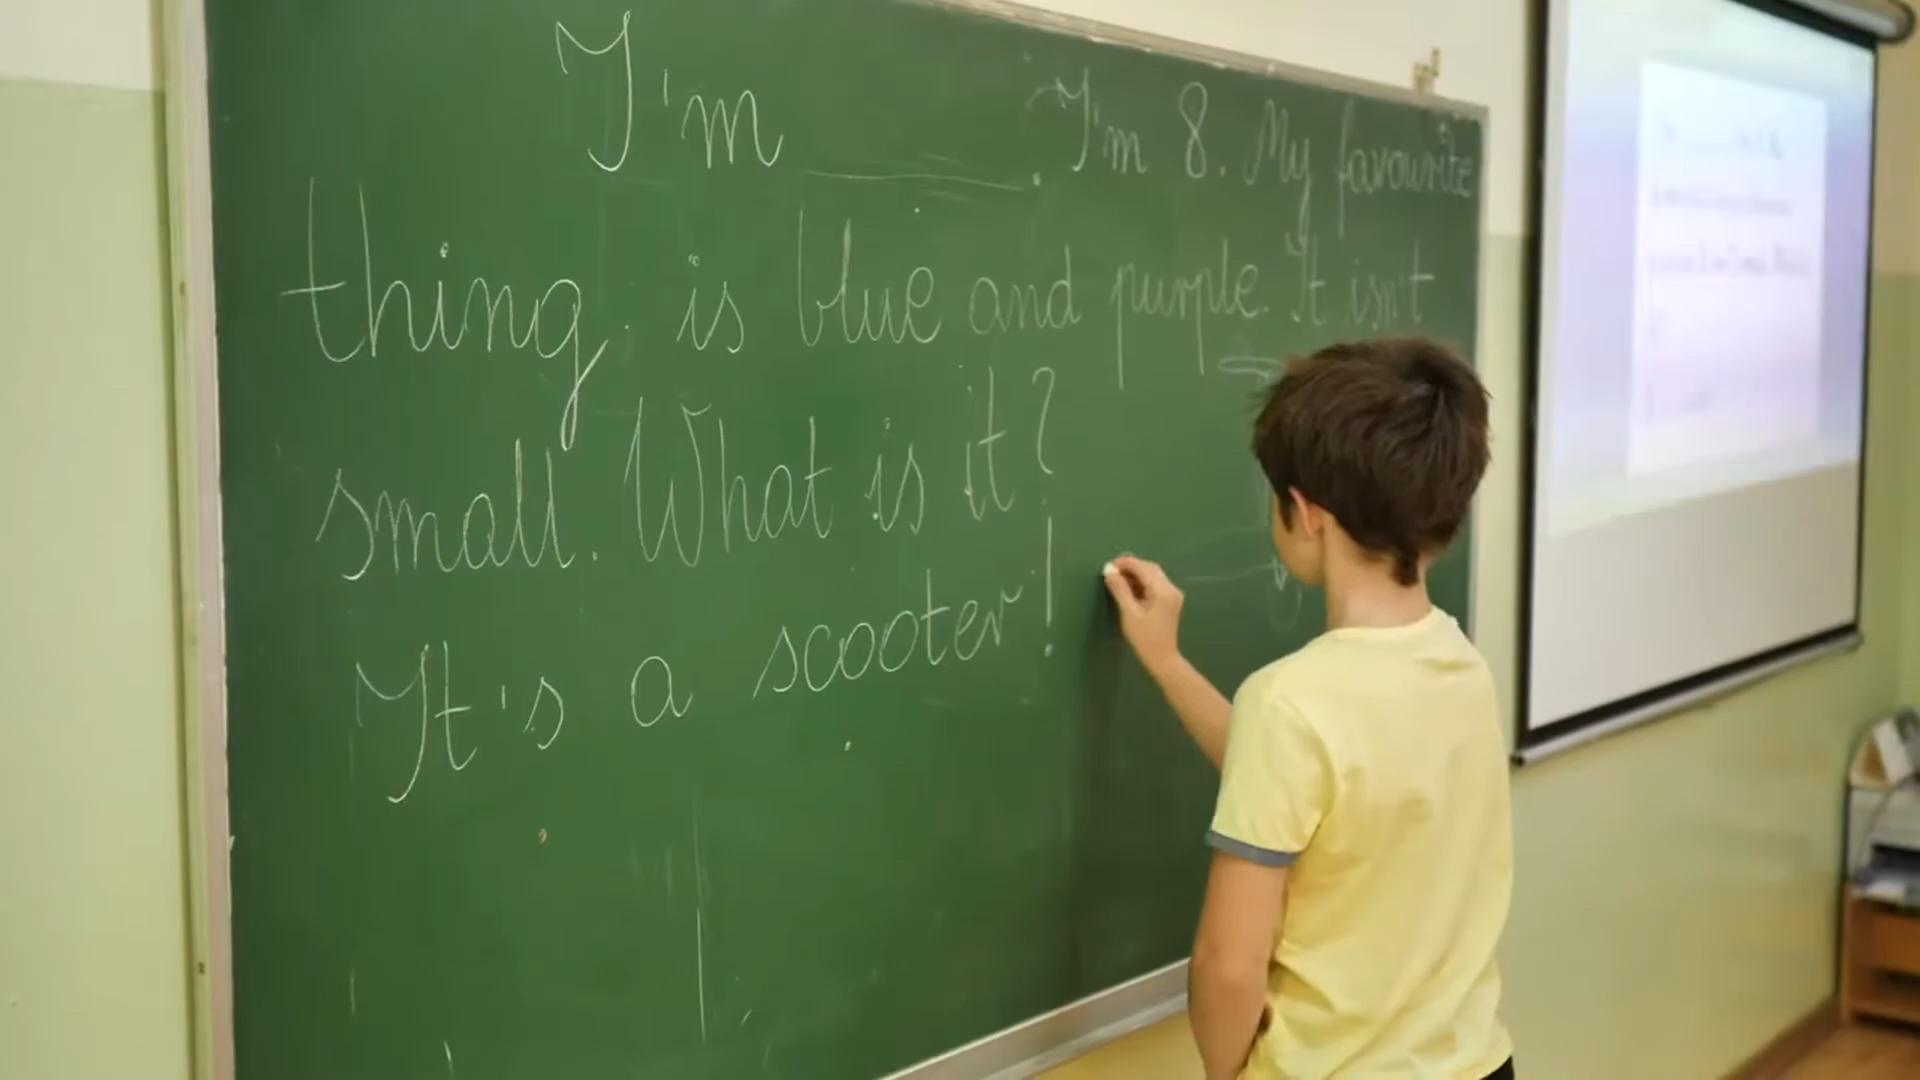 I'm ______. I'm 8. My favourite
thing is blue and purple. It isn't
small. What is it?
It's a scooter!